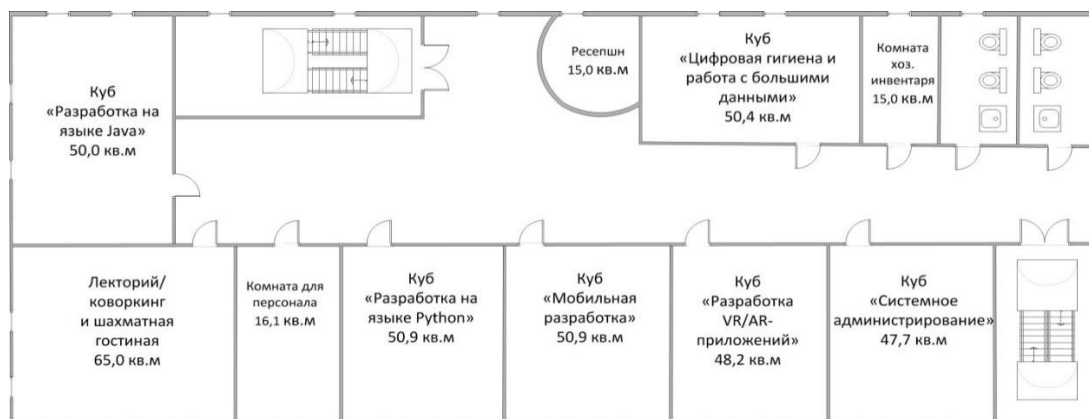 Куб
«Разработка на
языке Java»
50,0 кв.м
Ресепшн
15,0 кв.м
Куб
«Цифровая гигиена и
работа с большими
данными»
50,4 кв.м
Комната
хоз.
инвентаря
15,0 кв.м
Лекторий/
коворкинг
и шахматная
гостиная
65,0 кв.м
Комната для
персонала
16,1 кв.м
Куб
«Разработка на
языке Python»
50,9 кв.м
Куб
«Мобильная
разработка»
50,9 кв.м
Куб
«Разработка
VR/AR-
приложений»
48,2 кв.м
Куб
«Системное
администрирование»
47,7 кв.м